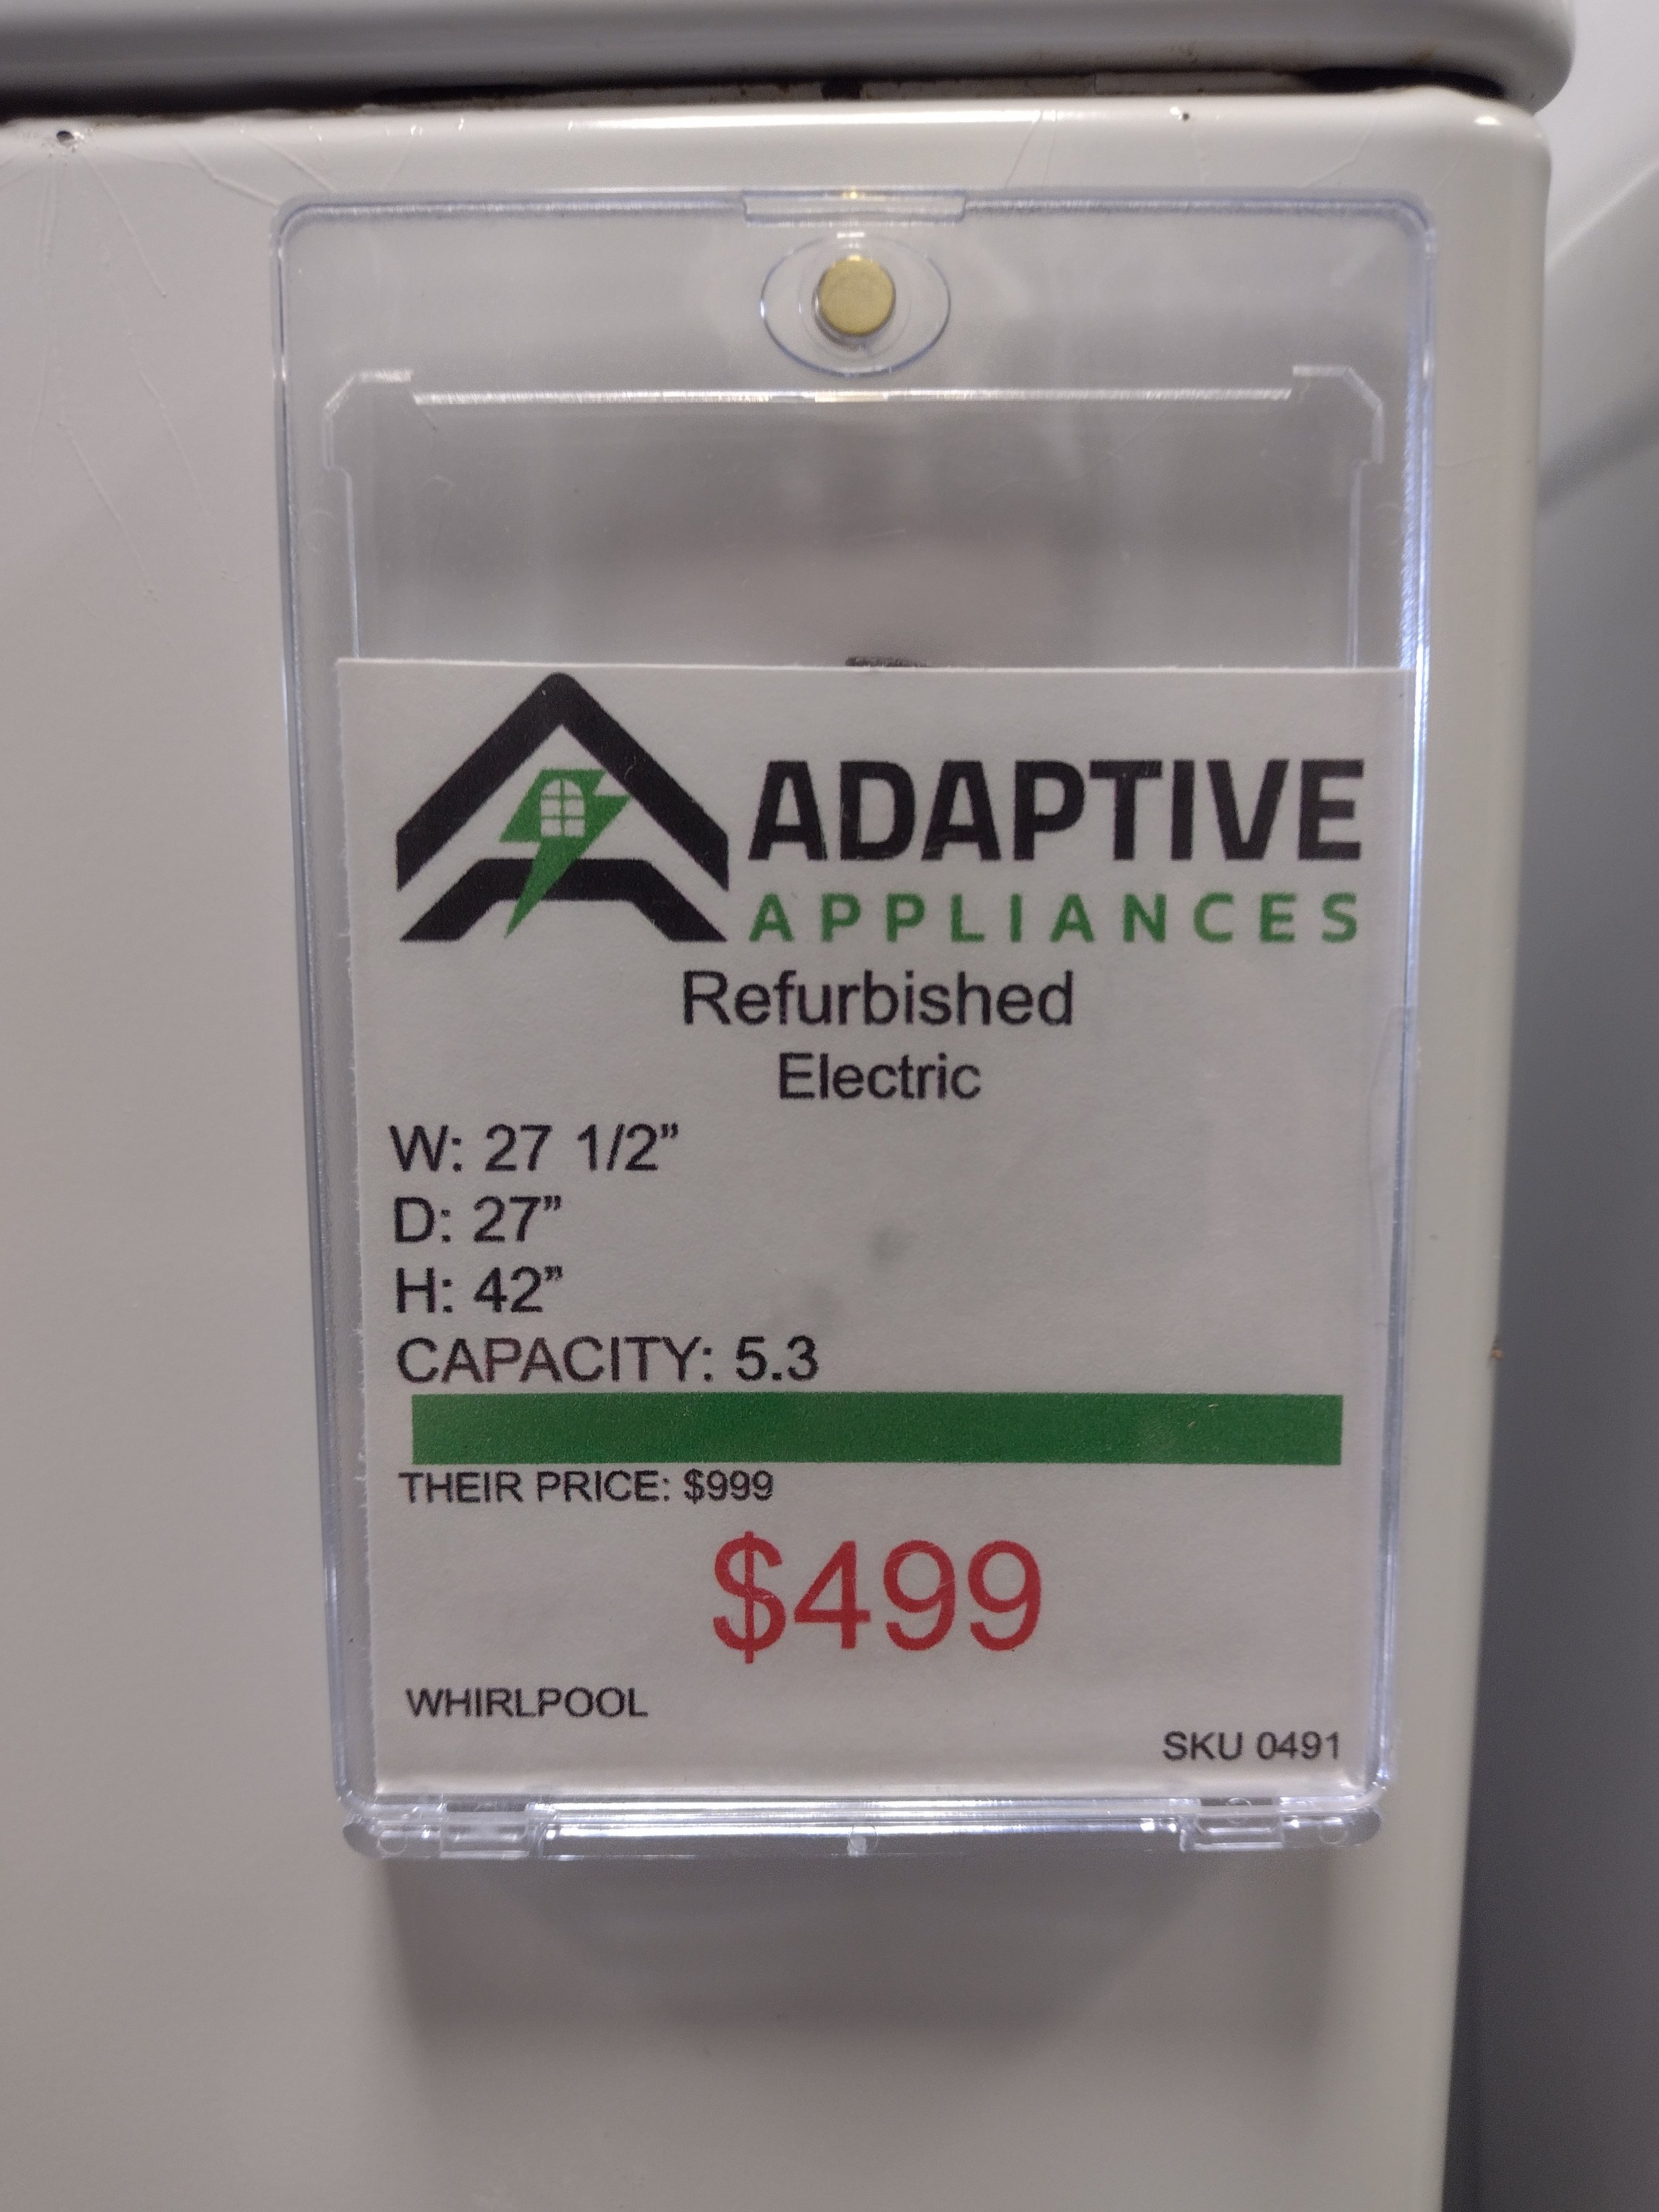 ADAPTIVE
APPLIANCES
Refurbished
Electric
W: 27 1/2”
D: 27”
H: 42”
CAPACITY: 5.3
THEIR PRICE: $999
$499
WHIRLPOOL
SKU 0491